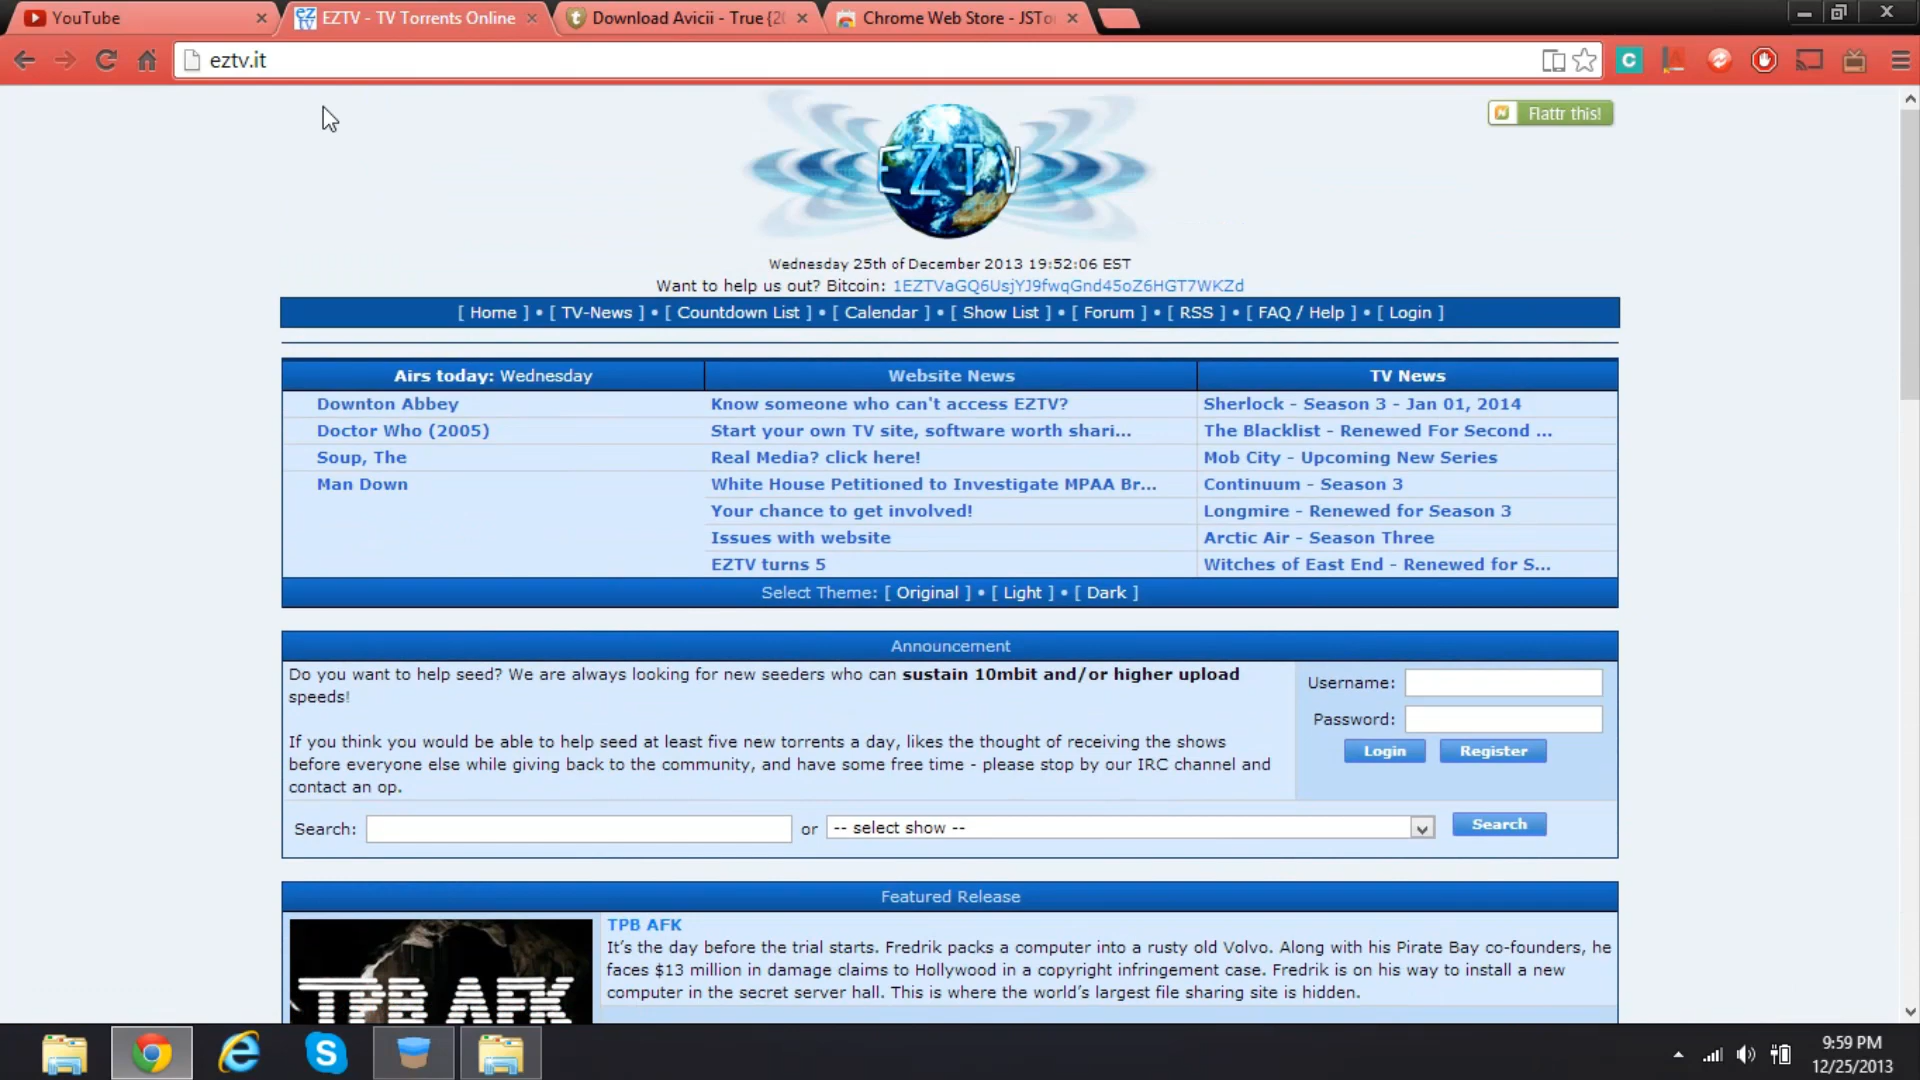 YouTube
EZTV - TV Torrents Online
Download Avicii - True {20
Chrome Web Store - JSTo
eztv.it
Flattr this!
EZTV
Wednesday 25th of December 2013 19:52:06 EST
Want to help us out? Bitcoin: 1EZTVaGQ6UsjYJ9fwqGnd45oZ6HGT7WKZd
[ Home ] • [ TV-News ] • [ Countdown List ] • [ Calendar ] • [ Show List ] • [ Forum ] • [ RSS ] • [ FAQ / Help ] • [ Login ]
Airs today: Wednesday
Downton Abbey
Doctor Who (2005)
Soup, The
Man Down
Website News
Know someone who can't access EZTV?
Start your own TV site, software worth shari...
Real Media? click here!
White House Petitioned to Investigate MPAA Br...
Your chance to get involved!
Issues with website
EZTV turns 5
TV News
Sherlock - Season 3 - Jan 01, 2014
The Blacklist - Renewed For Second ...
Mob City - Upcoming New Series
Continuum - Season 3
Longmire - Renewed for Season 3
Arctic Air - Season Three
Witches of East End - Renewed for S...
Select Theme: [ Original ] • [ Light ] • [ Dark ]
Announcement
Do you want to help seed? We are always looking for new seeders who can sustain 10mbit and/or higher upload
speeds!
If you think you would be able to help seed at least five new torrents a day, likes the thought of receiving the shows
before everyone else while giving back to the community, and have some free time - please stop by our IRC channel and
contact an op.
Username:
Password:
Login Register
Search: or -- select show -- Search
Featured Release
TPB AFK
It's the day before the trial starts. Fredrik packs a computer into a rusty old Volvo. Along with his Pirate Bay co-founders, he
faces $13 million in damage claims to Hollywood in a copyright infringement case. Fredrik is on his way to install a new
computer in the secret server hall. This is where the world's largest file sharing site is hidden.
TPB AFK
9:59 PM
12/25/2013